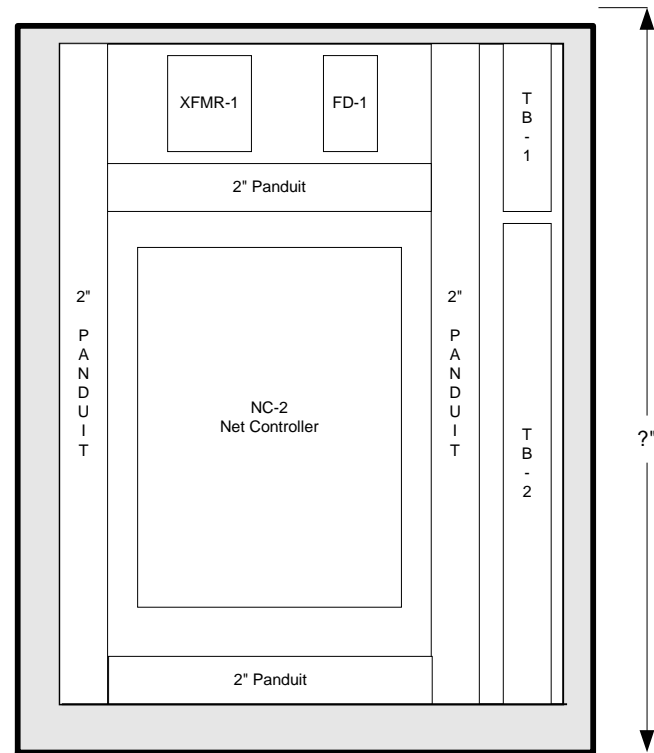 XFMR-1
FD-1
T
B
-
1
2" Panduit
2"
P
A
N
D
U
I
T
2"
P
A
N
D
U
I
T
NC-2
Net Controller
T
B
-
2
?"
2" Panduit